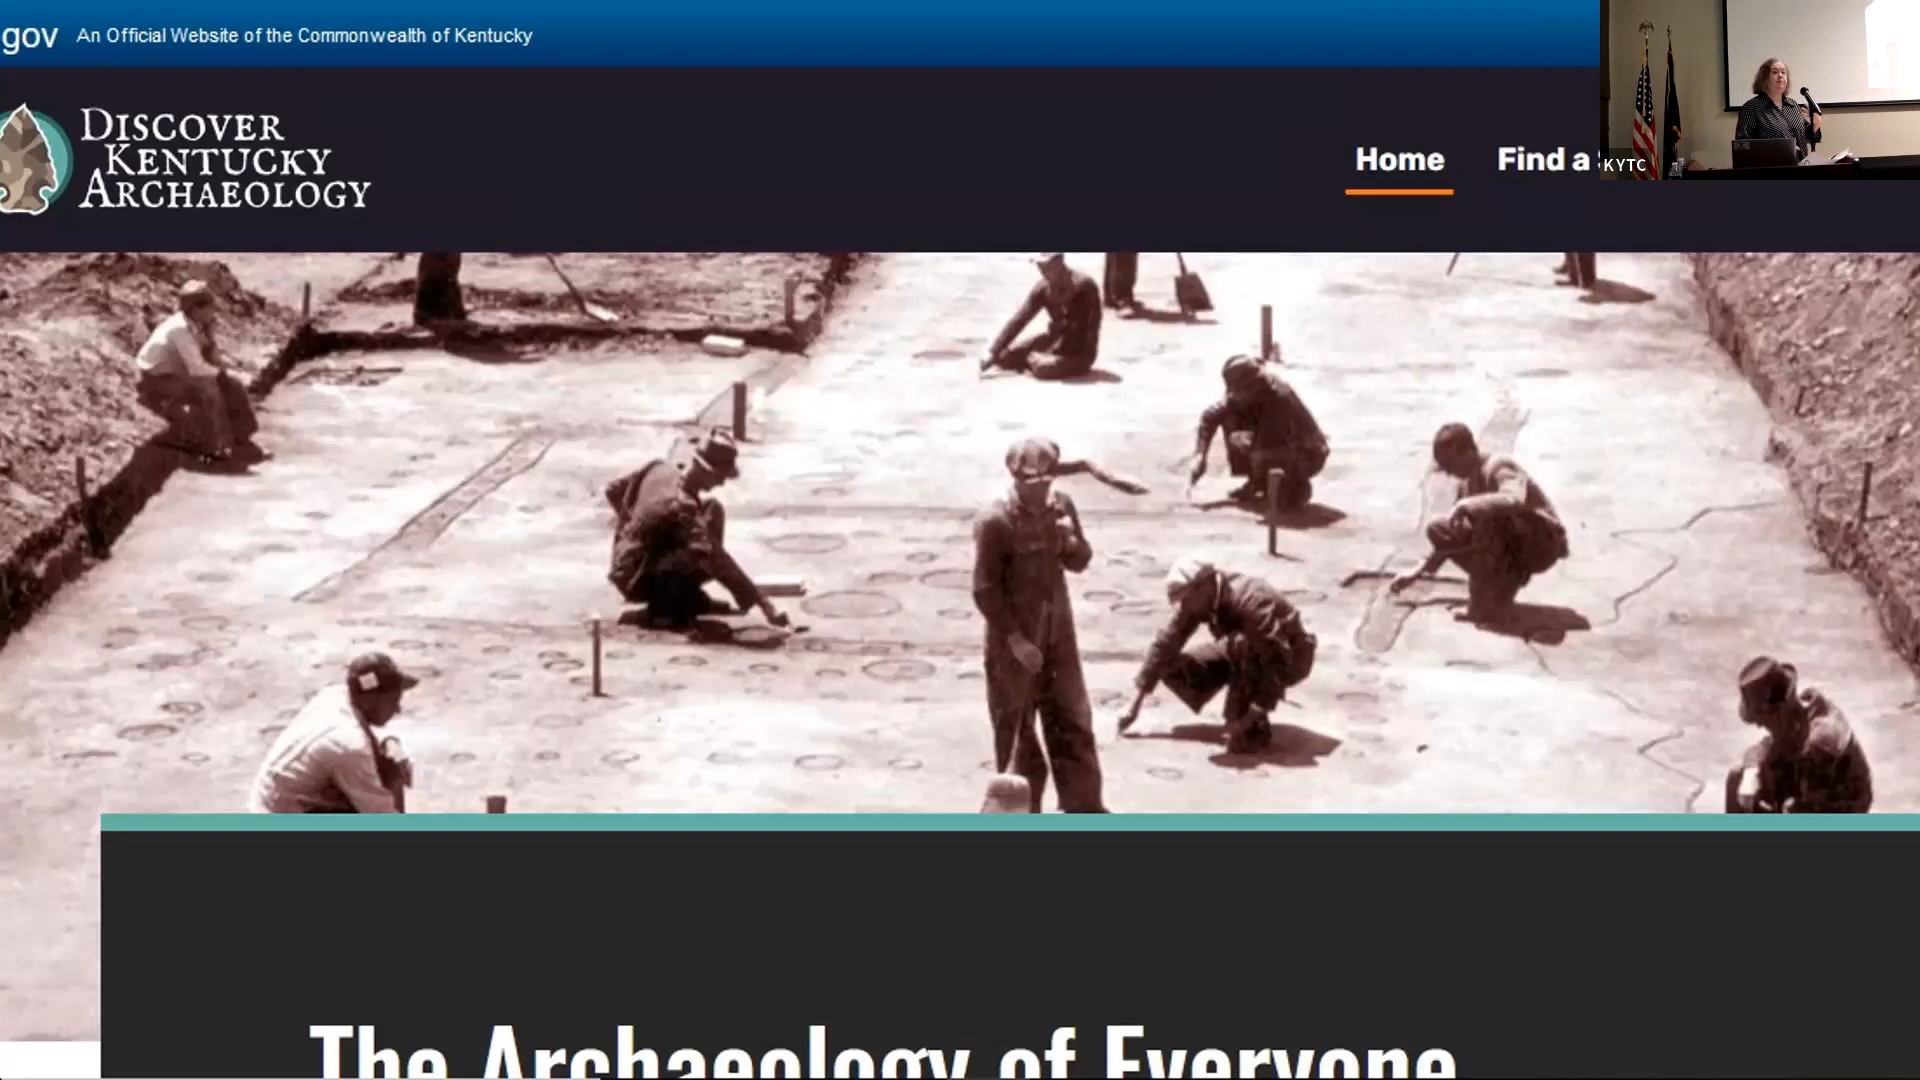 gov An Official Website of the Commonwealth of Kentucky
DISCOVER
KENTUCKY
ARCHAEOLOGY
Home Find a
KYTC
The Archaeology of Everyone